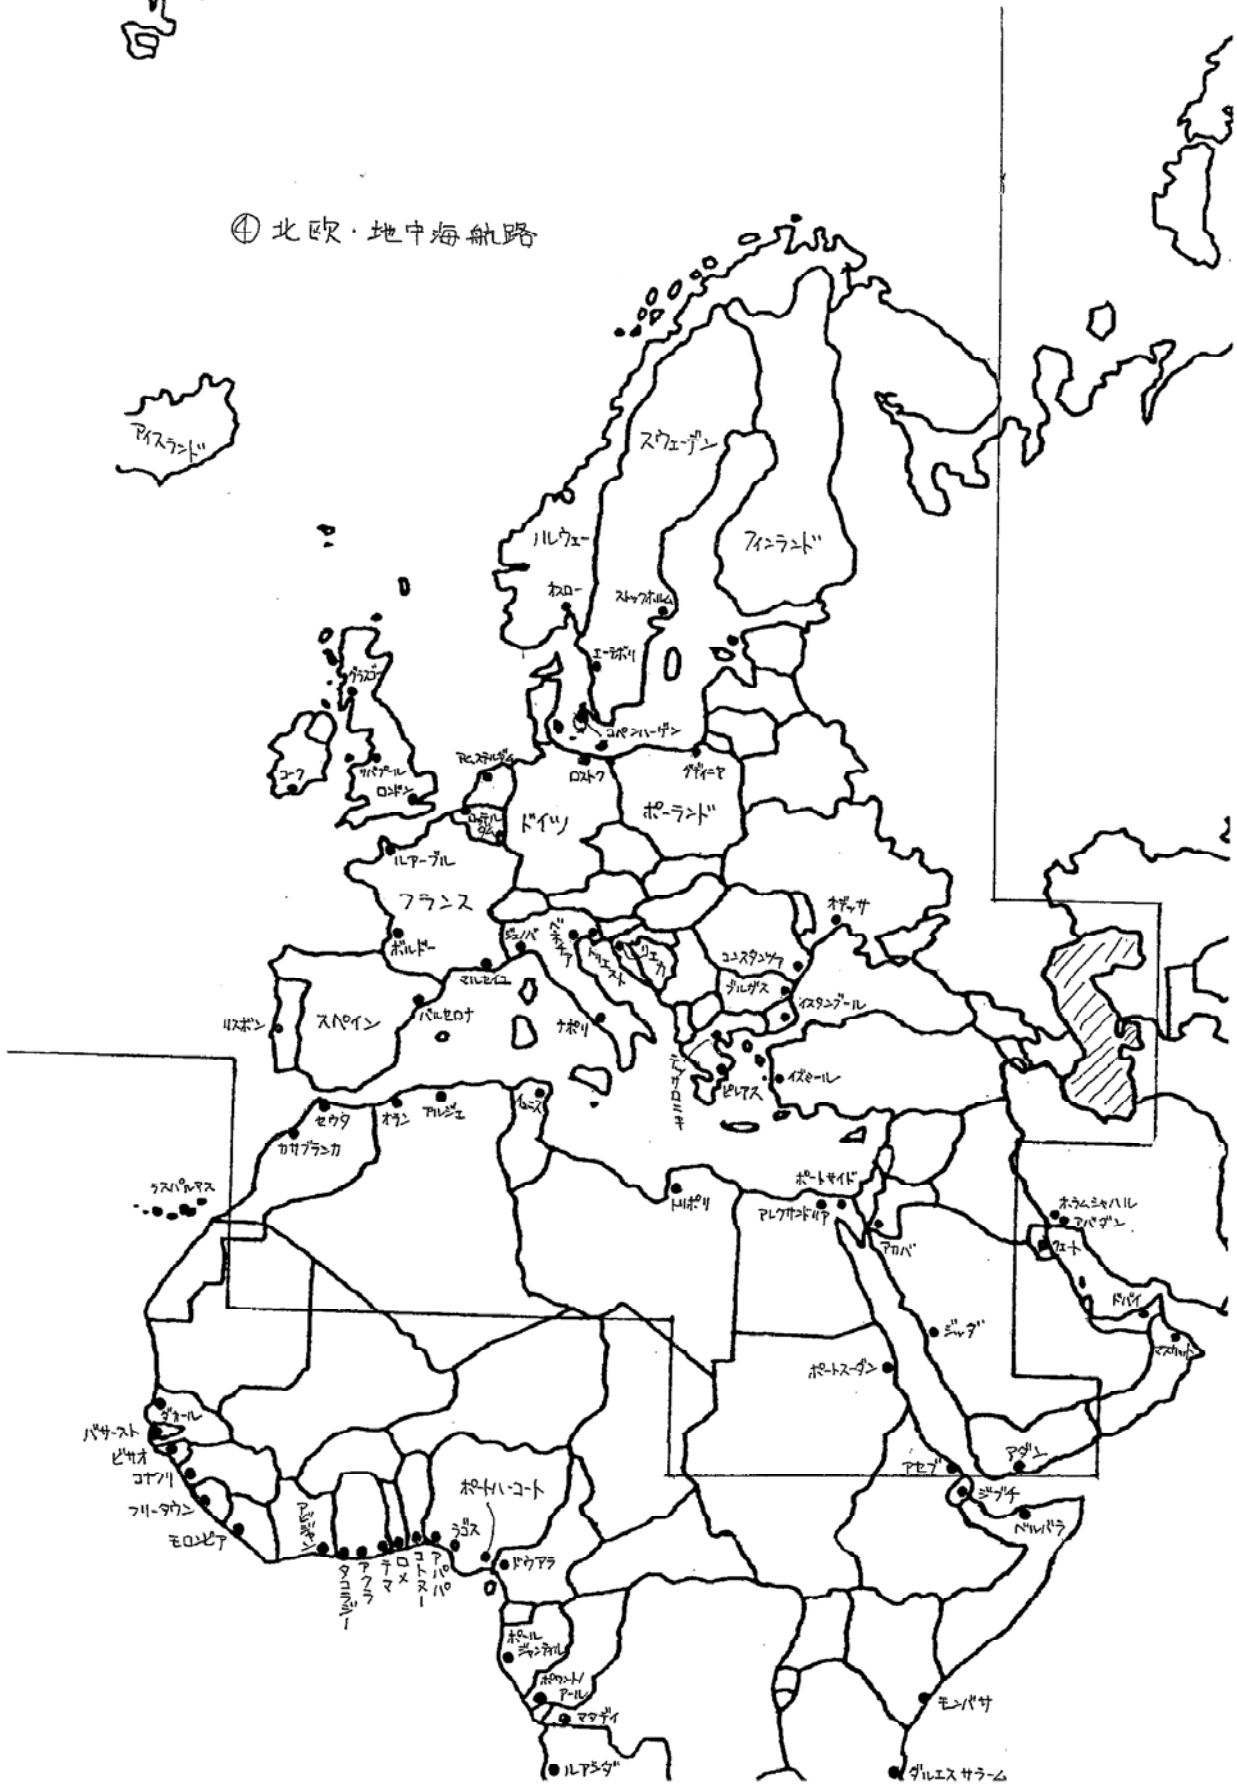 ④ 北欧・地中海航路
アイスランド
スウェーデン
ノルウェー
フィンランド
オスロー
ストックホルム
エーテボリ
グラスゴー
コペンハーゲン
アムステルダム
ロストク
グディニヤ
コーク
リバプール
ロンドン
ロッテルダム
ドイツ
ポーランド
ルアーブル
フランス
オデッサ
ボルドー
ジェノバ
ベネチア
トリエスト
リエカ
コンスタンツア
マルセイユ
ブルガス
イスタンブール
リスボン
スペイン
バルセロナ
ナポリ
テッサロニキ
ピレアス
イズミール
セウタ
オラン
アルジェ
チュニス
カサブランカ
ラスパルマス
トリポリ
ポートサイド
アレクサンドリア
アカバ
ホラムシャハル
アバダン
クェート
ドバイ
マスカット
ジッダ
ポートスーダン
ダカール
バサースト
ビサオ
コナクリ
フリータウン
モロンビア
アビジャン
タコラジー
アクラ
テマ
ロメ
コトヌー
アパパ
ラゴス
ポートハーコート
ドウアラ
アセブ
アダン
ジブチ
ベルバラ
ポール
ジャンティル
ポワント/
アール
マタディ
モンバサ
ルアンダ
ダルエスサラーム